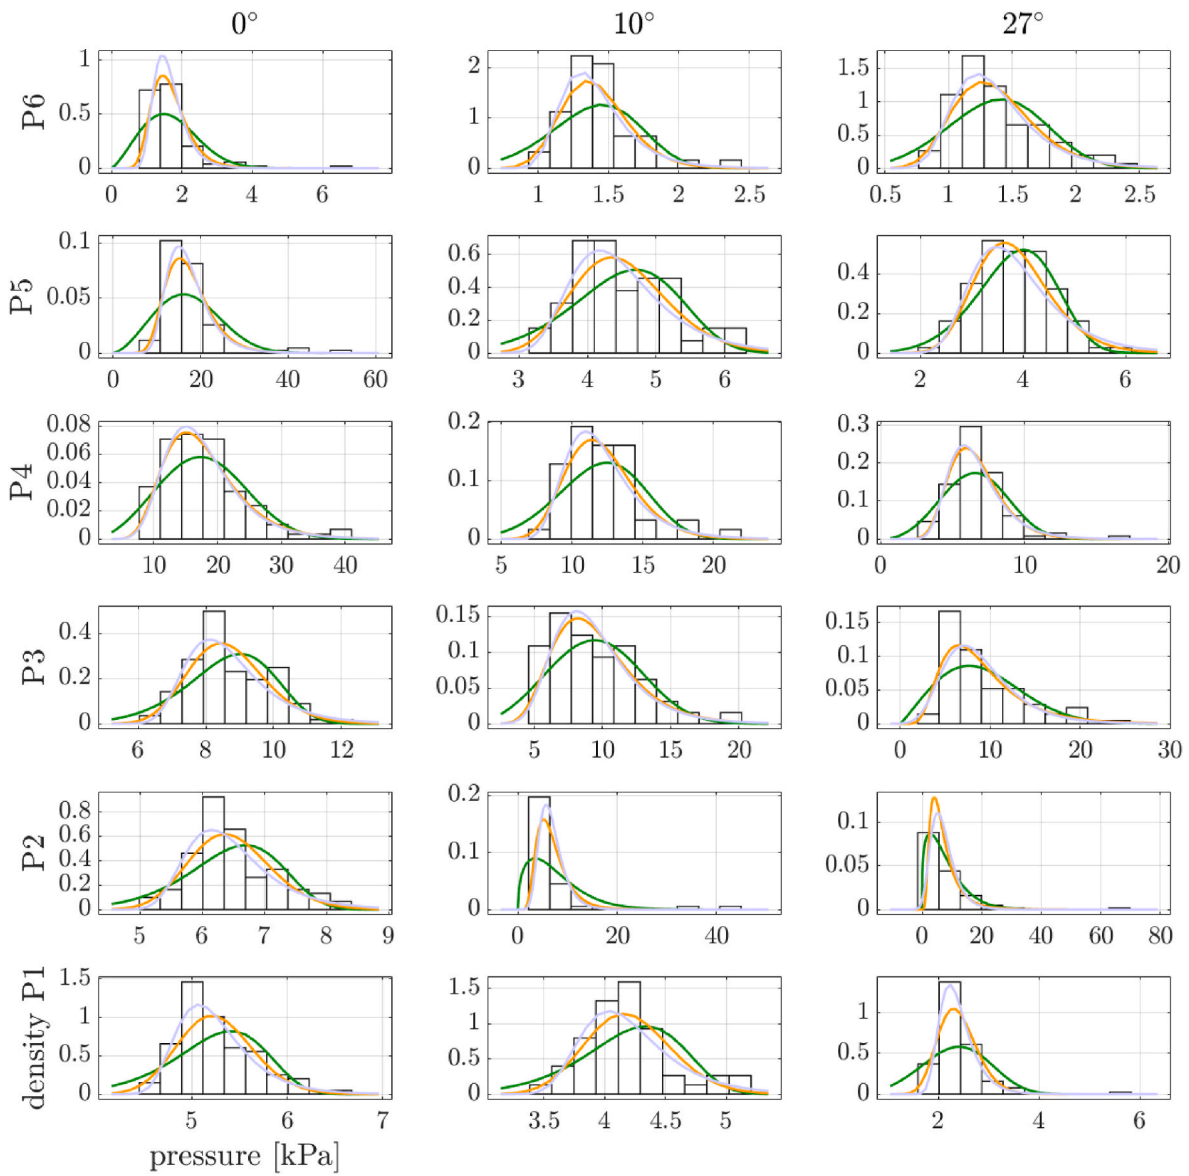 0° 10° 27°
P6
1 0.5 0
0 2 4 6
2 1 0
1 1.5 2 2.5
1.5 1 0.5 0
0.5 1 1.5 2 2.5
P5
0.1 0.05 0
0 20 40 60
0.6 0.4 0.2 0
3 4 5 6
0.4 0.2 0
2 4 6
P4
0.08 0.06 0.04 0.02 0
10 20 30 40
0.2 0.1 0
5 10 15 20
0.3 0.2 0.1 0
0 10 20
P3
0.4 0.2 0
6 8 10 12
0.15 0.1 0.05 0
5 10 15 20
0.15 0.1 0.05 0
0 10 20 30
P2
0.8 0.6 0.4 0.2 0
5 6 7 8 9
0.2 0.1 0
0 20 40
0.1 0.05 0
0 20 40 60 80
density P1
1.5 1 0.5 0
5 6 7
1.5 1 0.5 0
3.5 4 4.5 5
1 0.5 0
2 4 6
pressure [kPa]